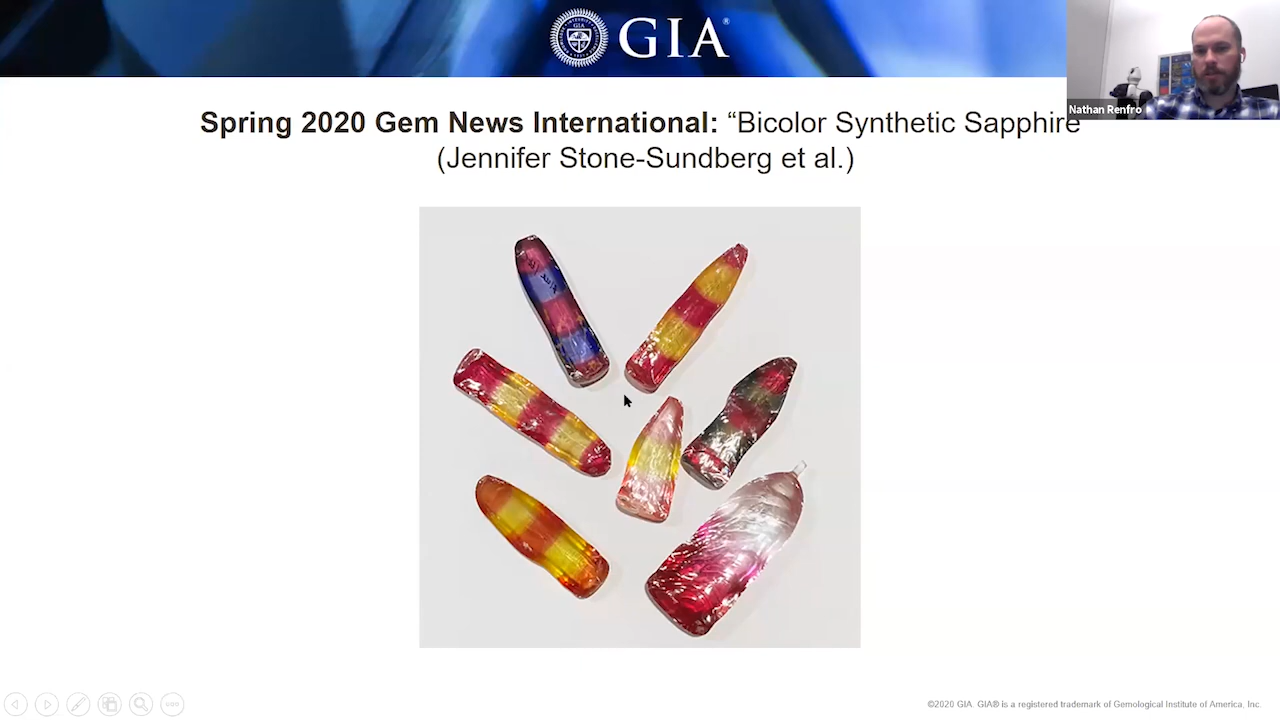 GIA®
Nathan Renfro
Spring 2020 Gem News International: “Bicolor Synthetic Sapphire
(Jennifer Stone-Sundberg et al.)
©2020 GIA. GIA® is a registered trademark of Gemological Institute of America, Inc.